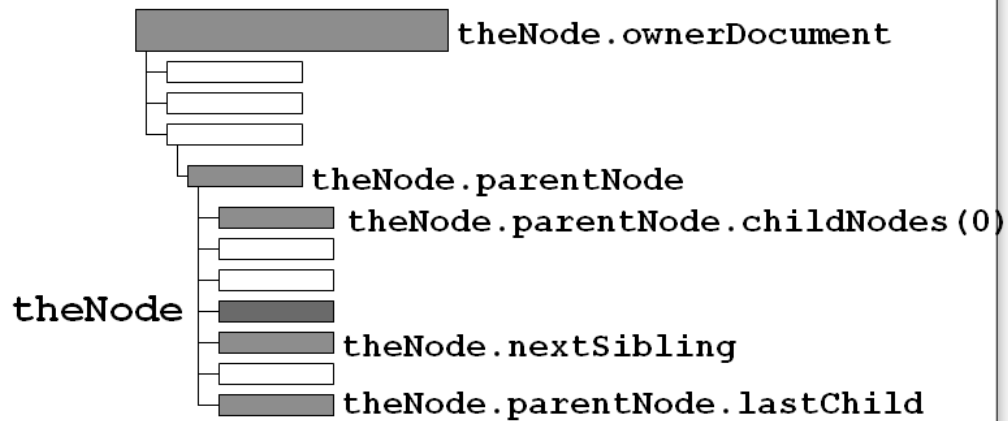 theNode.ownerDocument
theNode.parentNode
theNode.parentNode.childNodes(0)
theNode
theNode.nextSibling
theNode.parentNode.lastChild